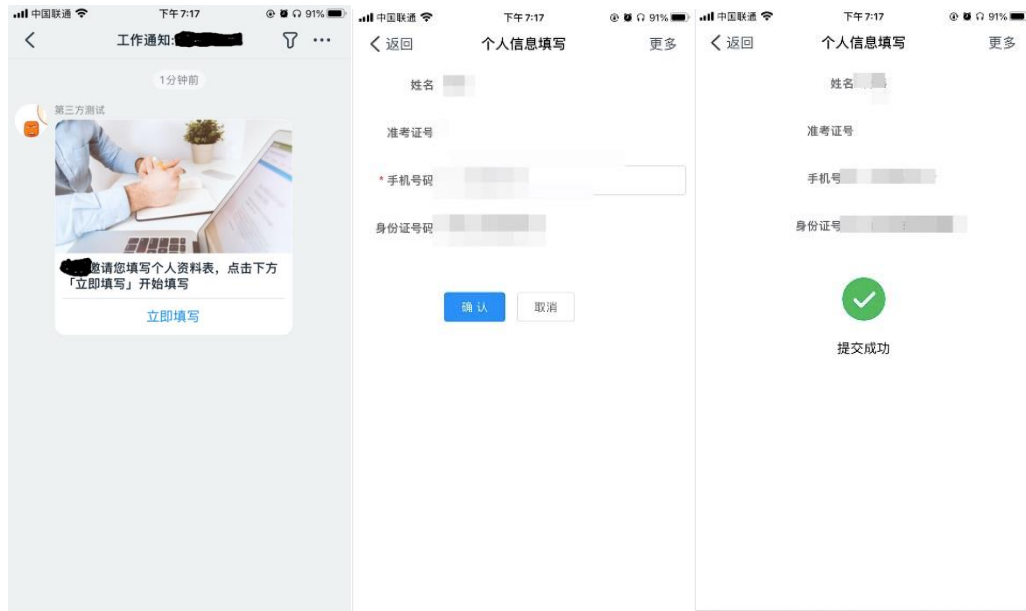 中国联通
下午7:17
91%
工作通知:
1分钟前
第三方测试
邀请您填写个人资料表，点击下方
「立即填写」开始填写
立即填写
中国联通
下午7:17
91%
返回
个人信息填写
更多
姓名
准考证号
* 手机号码
身份证号码
确 认
取消
中国联通
下午7:17
91%
返回
个人信息填写
更多
姓名
准考证号
手机号
身份证号
提交成功